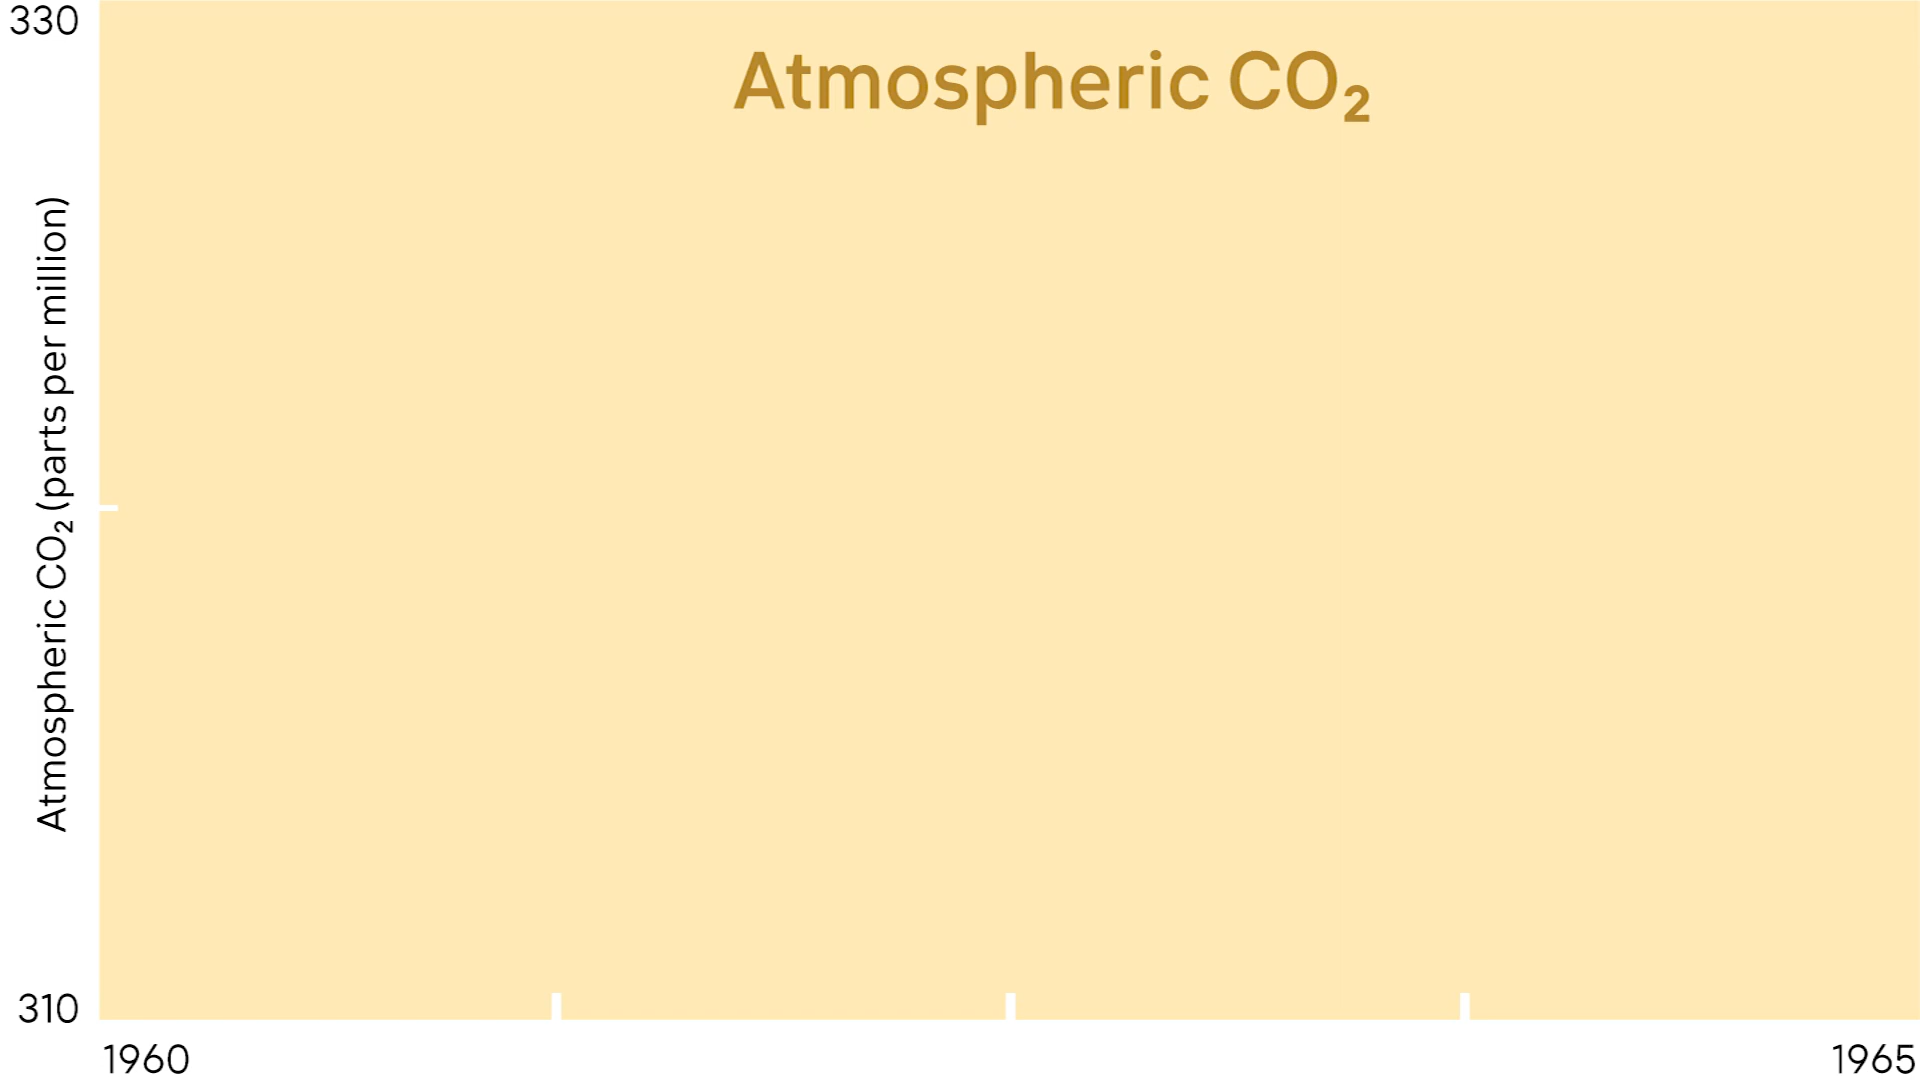 330
Atmospheric CO₂
Atmospheric CO₂ (parts per million)
310
1960
1965